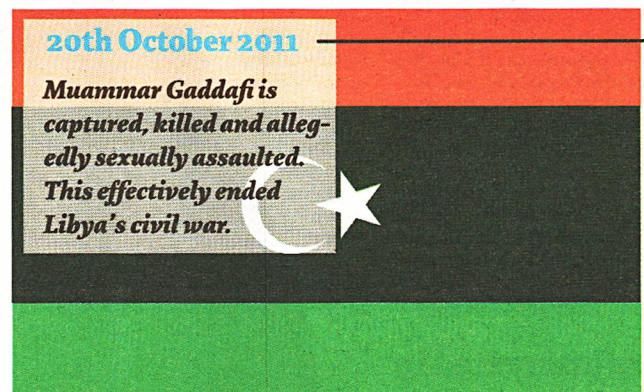 20th October 2011
Muammar Gaddafi is
captured, killed and alleg-
edly sexually assaulted.
This effectively ended
Libya's civil war.